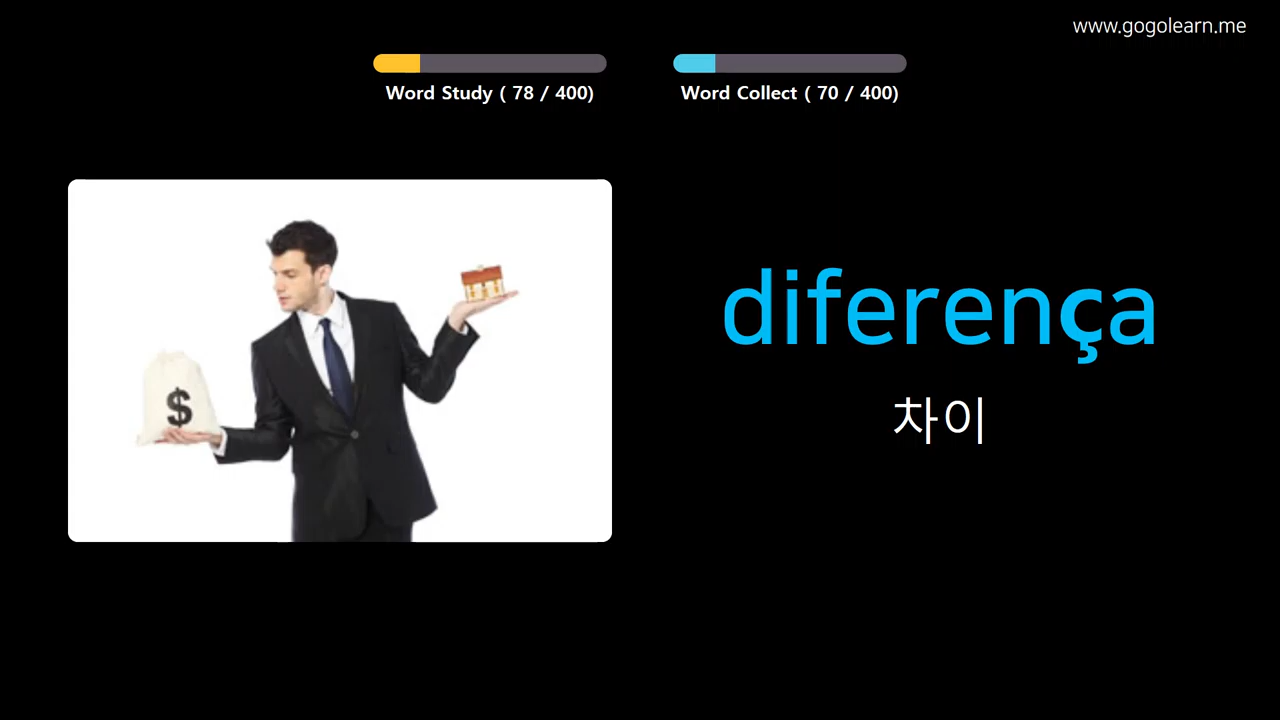 www.gogolearn.me
Word Study ( 78 / 400)
Word Collect ( 70 / 400)
$
diferença
차이